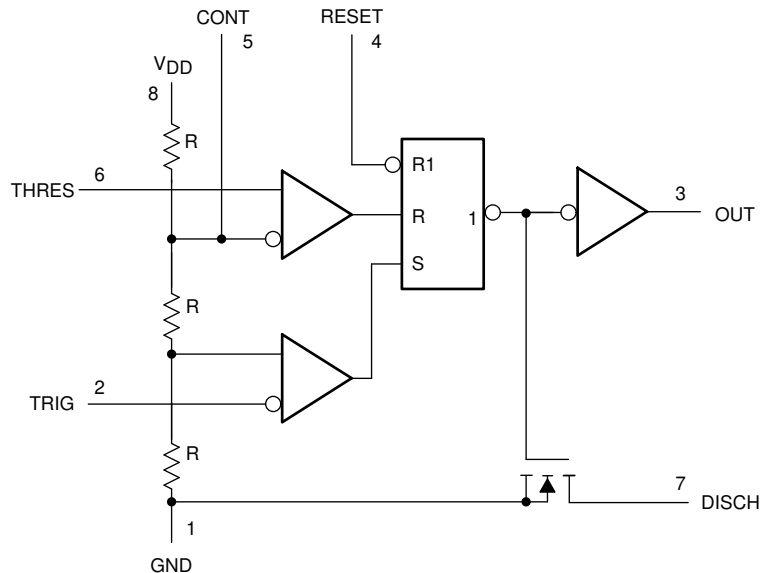 CONT
5
RESET
4
VDD
8
R
6
THRES
R1
R
1
S
3
OUT
R
2
TRIG
R
7
DISCH
1
GND